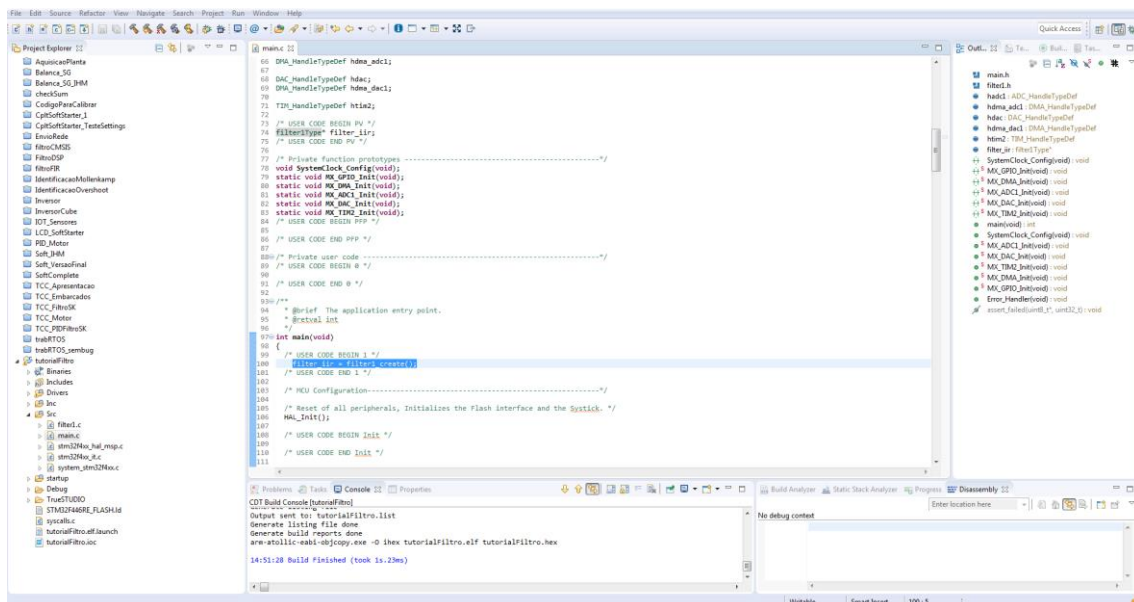 File Edit Source Refactor View Navigate Search Project Run Window Help
Quick Access
Project Explorer
AquisicaoPlanta
Balanca_SG
Balanca_SG_IHM
checkSum
CodigoParaCalibrar
CpltSoftStarter_1
CpltSoftStarter_TesteSettings
EnvioRede
filtroCMSIS
FiltroDSP
filtroFIR
IdentificacaoMollenkamp
IdentificacaoOvershoot
Inversor
InversorCube
IOT_Sensores
LCD_SoftStarter
PID_Motor
Soft_IHM
Soft_VersaoFinal
SoftComplete
TCC_Apresentacao
TCC_Embarcados
TCC_FiltroSK
TCC_Motor
TCC_PIDFiltroSK
trabRTOS
trabRTOS_sembug
tutorialFiltro
Binaries
Includes
Drivers
Inc
Src
filter1.c
main.c
stm32f4xx_hal_msp.c
stm32f4xx_it.c
system_stm32f4xx.c
startup
Debug
TrueSTUDIO
STM32F446RE_FLASH.ld
syscalls.c
tutorialFiltro.elf.launch
tutorialFiltro.ioc
main.c
66 DMA_HandleTypeDef hdma_adc1;
67
68 DAC_HandleTypeDef hdac;
69 DMA_HandleTypeDef hdma_dac1;
70
71 TIM_HandleTypeDef htim2;
72
73 /* USER CODE BEGIN PV */
74 filter1Type* filter_iir;
75 /* USER CODE END PV */
76
77 /* Private function prototypes -----------------------------------------------*/
78 void SystemClock_Config(void);
79 static void MX_GPIO_Init(void);
80 static void MX_DMA_Init(void);
81 static void MX_ADC1_Init(void);
82 static void MX_DAC_Init(void);
83 static void MX_TIM2_Init(void);
84 /* USER CODE BEGIN PFP */
85
86 /* USER CODE END PFP */
87
88 /* Private user code ---------------------------------------------------------*/
89 /* USER CODE BEGIN 0 */
90
91 /* USER CODE END 0 */
92
93 /**
94 * @brief The application entry point.
95 * @retval int
96 */
97 int main(void)
98 {
99 /* USER CODE BEGIN 1 */
100 filter_iir = filter1_create();
101 /* USER CODE END 1 */
102
103 /* MCU Configuration--------------------------------------------------------*/
104
105 /* Reset of all peripherals, Initializes the Flash interface and the Systick. */
106 HAL_Init();
107
108 /* USER CODE BEGIN Init */
109
110 /* USER CODE END Init */
111
Outl... Ta... Buil... Tas...
main.h
filter1.h
hadc1 : ADC_HandleTypeDef
hdma_adc1 : DMA_HandleTypeDef
hdac : DAC_HandleTypeDef
hdma_dac1 : DMA_HandleTypeDef
htim2 : TIM_HandleTypeDef
filter_iir : filter1Type*
SystemClock_Config(void) : void
MX_GPIO_Init(void) : void
MX_DMA_Init(void) : void
MX_ADC1_Init(void) : void
MX_DAC_Init(void) : void
MX_TIM2_Init(void) : void
main(void) : int
SystemClock_Config(void) : void
MX_ADC1_Init(void) : void
MX_DAC_Init(void) : void
MX_TIM2_Init(void) : void
MX_DMA_Init(void) : void
MX_GPIO_Init(void) : void
Error_Handler(void) : void
assert_failed(uint8_t*, uint32_t) : void
Problems Tasks Console Properties
CDT Build Console [tutorialFiltro]
Output sent to: tutorialFiltro.list
Generate listing file done
Generate build reports done
arm-atollic-eabi-objcopy.exe -O ihex tutorialFiltro.elf tutorialFiltro.hex
14:51:28 Build Finished (took 1s.23ms)
Build Analyzer Static Stack Analyzer Progress Disassembly
Enter location here
No debug context
Writable Smart Insert 100 : 5